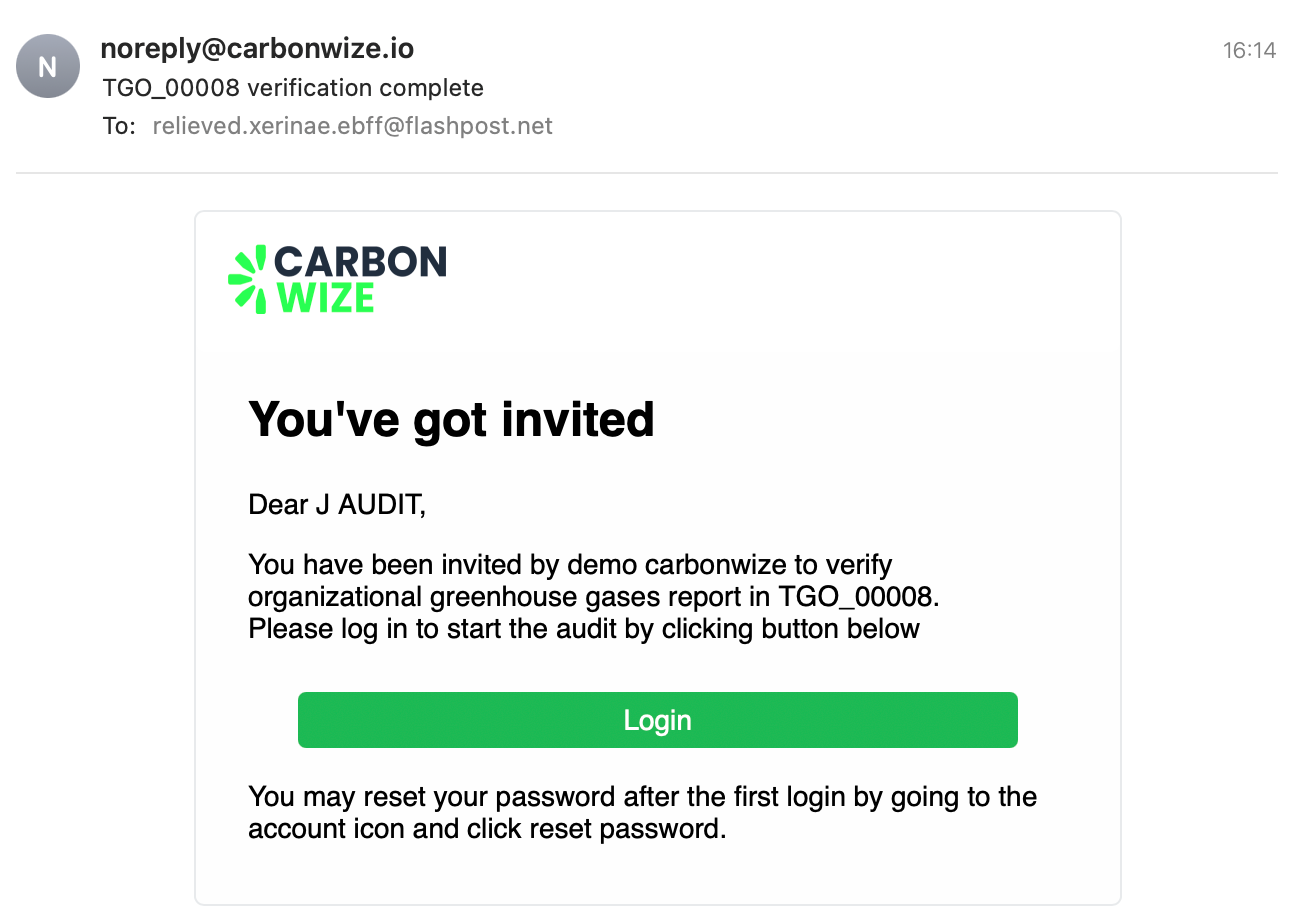 N
noreply@carbonwize.io
16:14
TGO_00008 verification complete
To: relieved.xerinae.ebff@flashpost.net
CARBON
WIZE
You've got invited
Dear J AUDIT,
You have been invited by demo carbonwize to verify
organizational greenhouse gases report in TGO_00008.
Please log in to start the audit by clicking button below
Login
You may reset your password after the first login by going to the
account icon and click reset password.